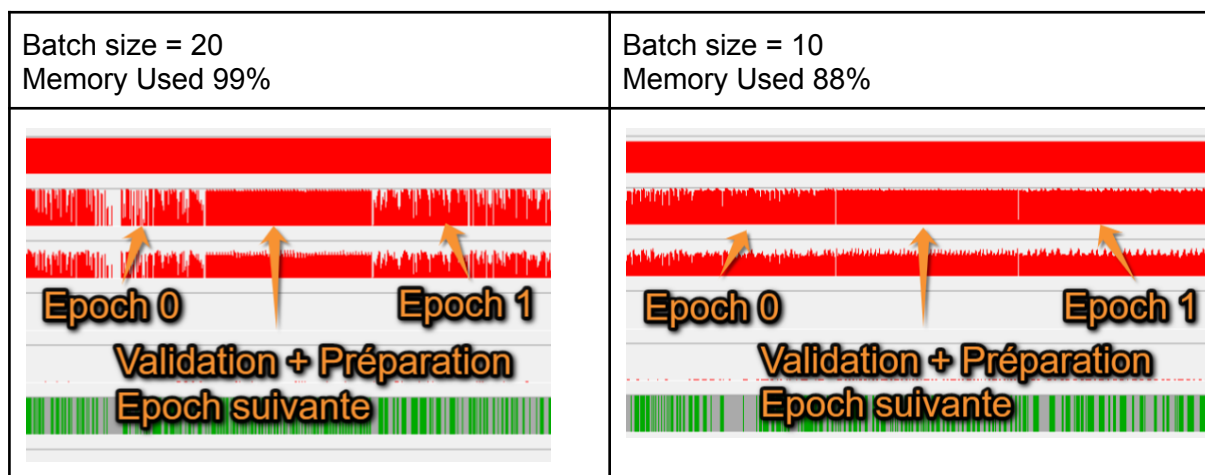 Batch size = 20
Memory Used 99%
Batch size = 10
Memory Used 88%
Epoch 0
Epoch 1
Validation + Préparation
Epoch suivante
Epoch 0
Epoch 1
Validation + Préparation
Epoch suivante